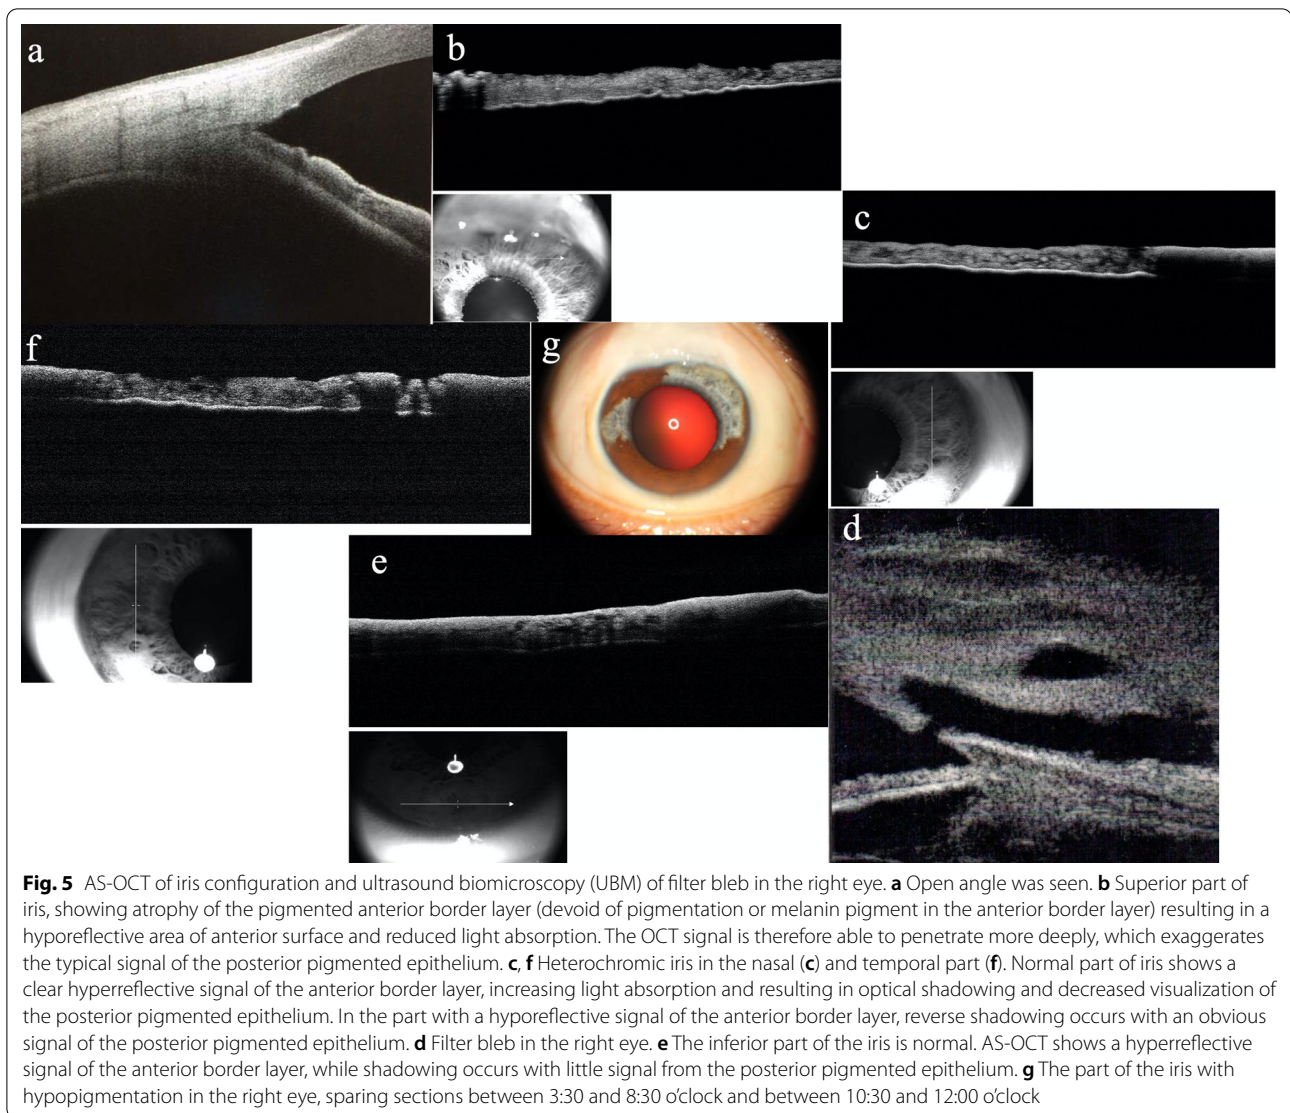 a
b
c
f
g
d
e
Fig. 5 AS-OCT of iris configuration and ultrasound biomicroscopy (UBM) of filter bleb in the right eye. a Open angle was seen. b Superior part of
iris, showing atrophy of the pigmented anterior border layer (devoid of pigmentation or melanin pigment in the anterior border layer) resulting in a
hyporeflective area of anterior surface and reduced light absorption. The OCT signal is therefore able to penetrate more deeply, which exaggerates
the typical signal of the posterior pigmented epithelium. c, f Heterochromic iris in the nasal (c) and temporal part (f). Normal part of iris shows a
clear hyperreflective signal of the anterior border layer, increasing light absorption and resulting in optical shadowing and decreased visualization of
the posterior pigmented epithelium. In the part with a hyporeflective signal of the anterior border layer, reverse shadowing occurs with an obvious
signal of the posterior pigmented epithelium. d Filter bleb in the right eye. e The inferior part of the iris is normal. AS-OCT shows a hyperreflective
signal of the anterior border layer, while shadowing occurs with little signal from the posterior pigmented epithelium. g The part of the iris with
hypopigmentation in the right eye, sparing sections between 3:30 and 8:30 o'clock and between 10:30 and 12:00 o'clock